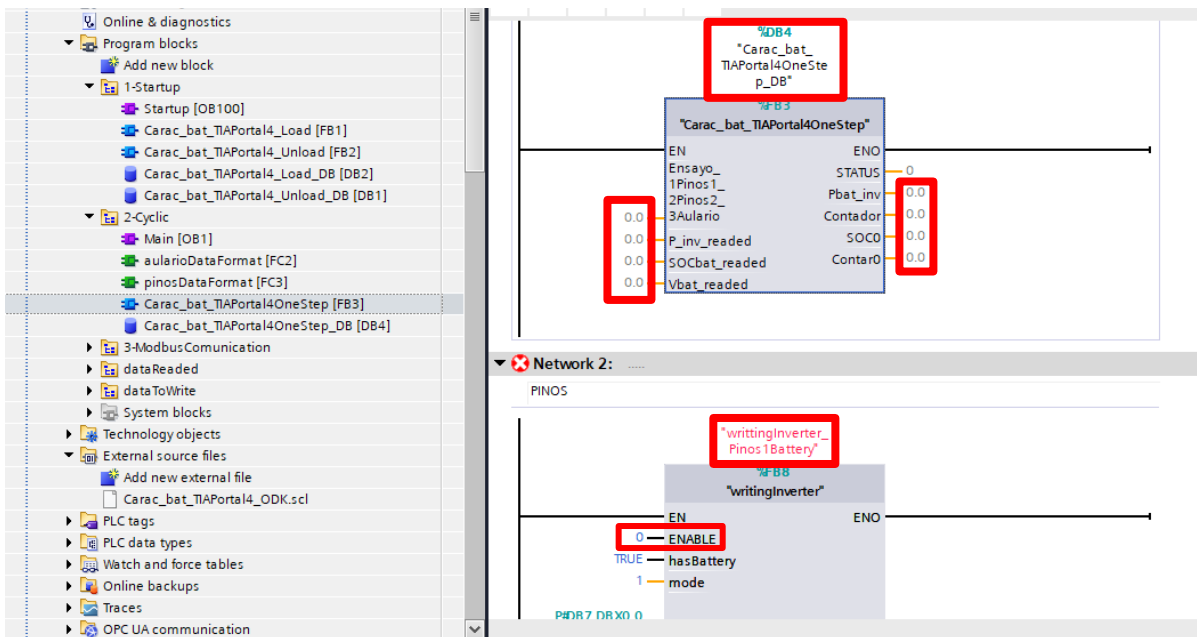 Online & diagnostics
Program blocks
Add new block
1-Startup
Startup [OB100]
Carac_bat_TIAPortal4_Load [FB1]
Carac_bat_TIAPortal4_Unload [FB2]
Carac_bat_TIAPortal4_Load_DB [DB2]
Carac_bat_TIAPortal4_Unload_DB [DB1]
2-Cyclic
Main [OB1]
aularioDataFormat [FC2]
pinosDataFormat [FC3]
Carac_bat_TIAPortal4OneStep [FB3]
Carac_bat_TIAPortal4OneStep_DB [DB4]
3-ModbusComunication
dataReaded
dataToWrite
System blocks
Technology objects
External source files
Add new external file
Carac_bat_TIAPortal4_ODK.scl
PLC tags
PLC data types
Watch and force tables
Online backups
Traces
OPC UA communication
%DB4
"Carac_bat_
TIAPortal4OneSte
p_DB"
%FB3
"Carac_bat_TIAPortal4OneStep"
EN ENO
Ensayo_
1Pinos1_
2Pinos2_
0.0 3Aulario
0.0 P_inv_readed
0.0 SOCbat_readed
0.0 Vbat_readed
STATUS 0
Pbat_inv 0.0
Contador 0.0
SOC0 0.0
Contar0 0.0
Network 2: .....
PINOS
"writtingInverter_
Pinos1Battery"
%FB8
"writingInverter"
EN ENO
0 ENABLE
TRUE hasBattery
1 mode
P#DB7.DBX0.0